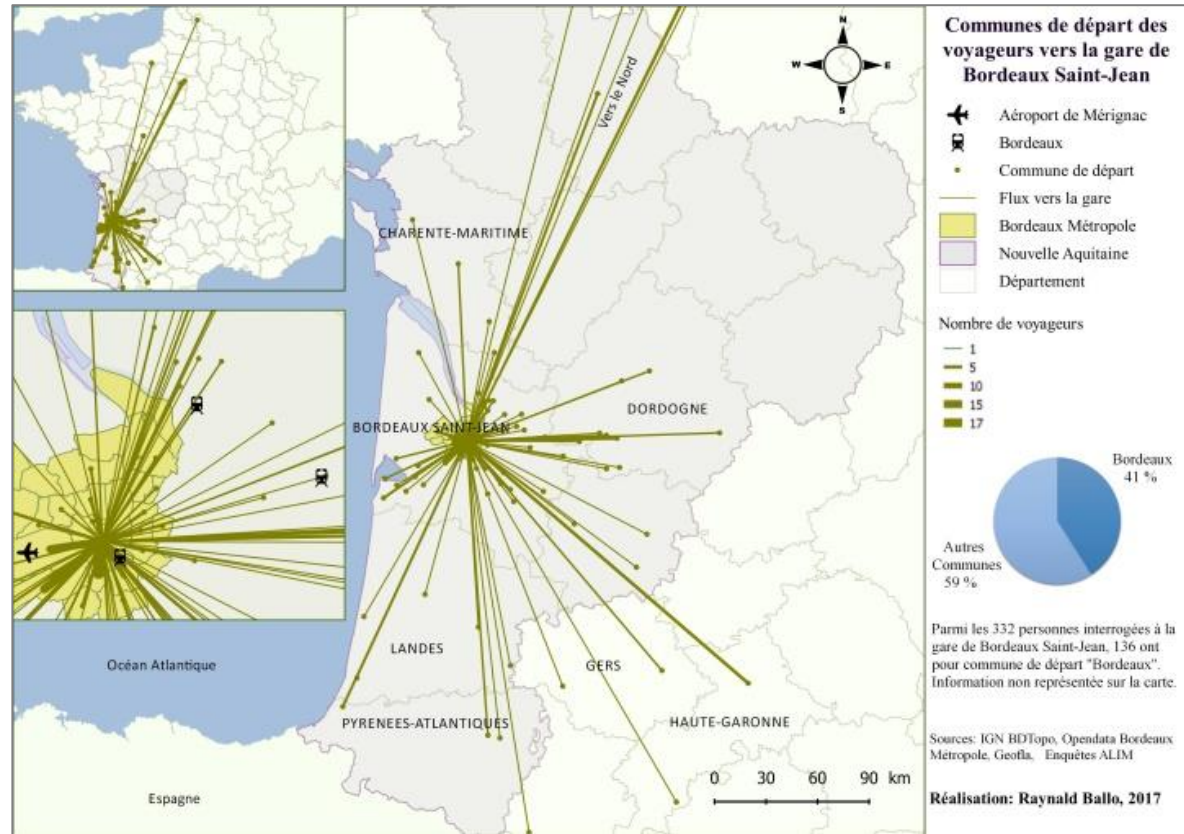 Communes de départ des
voyageurs vers la gare de
Bordeaux Saint-Jean
Aéroport de Mérignac
Bordeaux
Commune de départ
Flux vers la gare
Bordeaux Métropole
Nouvelle Aquitaine
Département
Nombre de voyageurs
1
5
10
15
17
Bordeaux
41 %
Autres
Communes
59 %
Parmi les 332 personnes interrogées à la
gare de Bordeaux Saint-Jean, 136 ont
pour commune de départ "Bordeaux".
Information non représentée sur la carte.
Sources: IGN BDTopo, Opendata Bordeaux
Métropole, Geofla, Enquêtes ALIM
Réalisation: Raynald Ballo, 2017
N
W E
S
Vers le Nord
CHARENTE-MARITIME
DORDOGNE
BORDEAUX SAINT-JEAN
LANDES
GERS
Océan Atlantique
PYRENEES-ATLANTIQUES
HAUTE-GARONNE
Espagne
0 30 60 90 km